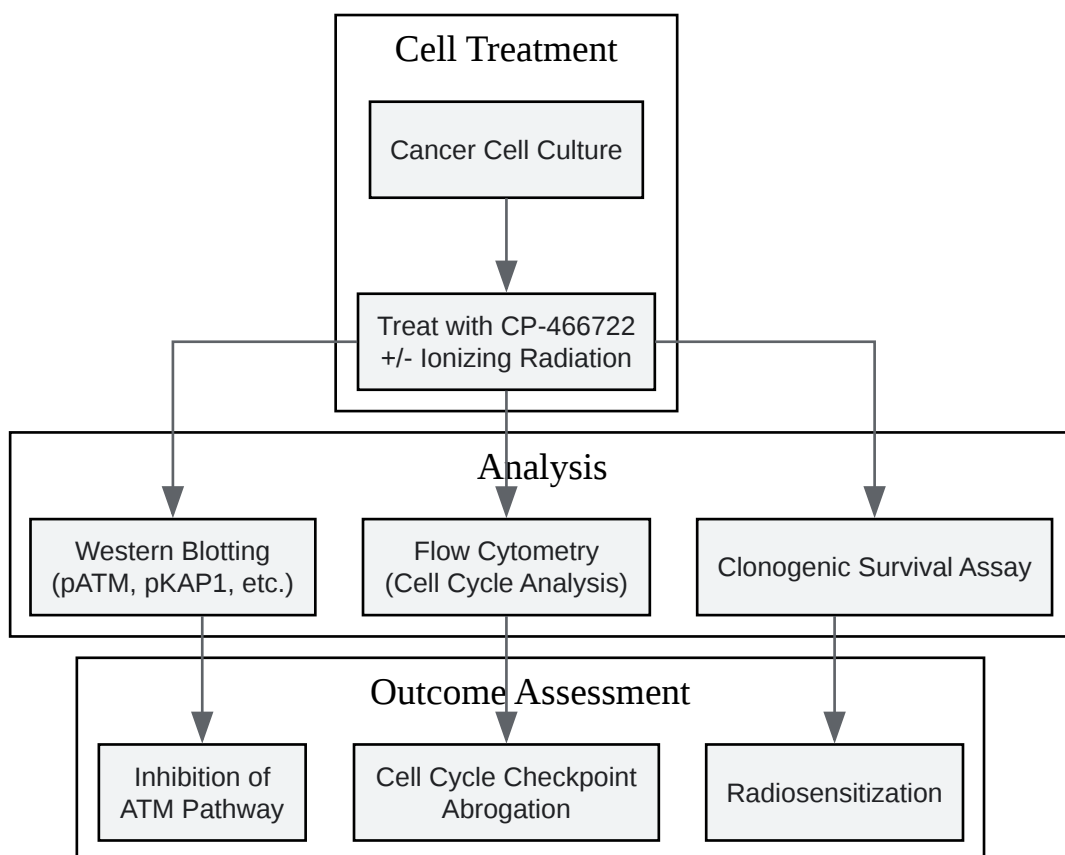 Cell Treatment
Cancer Cell Culture
Treat with CP-466722
+/- Ionizing Radiation
Analysis
Western Blotting
(pATM, pKAP1, etc.)
Flow Cytometry
(Cell Cycle Analysis)
Clonogenic Survival Assay
Outcome Assessment
Inhibition of
ATM Pathway
Cell Cycle Checkpoint
Abrogation
Radiosensitization